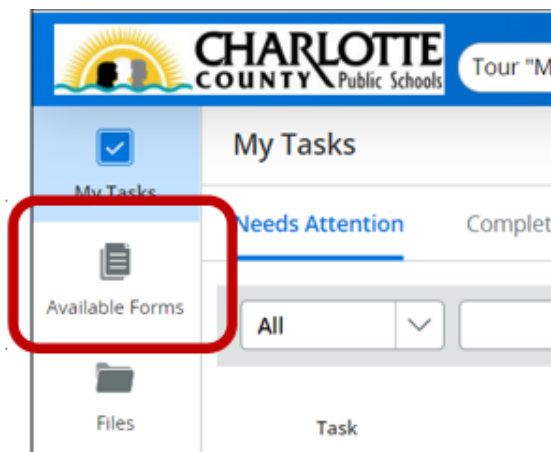 CHARLOTTE
COUNTY Public Schools
Tour "M
My Tasks
My Tasks
Needs Attention
Complet
Available Forms
All
Files
Task